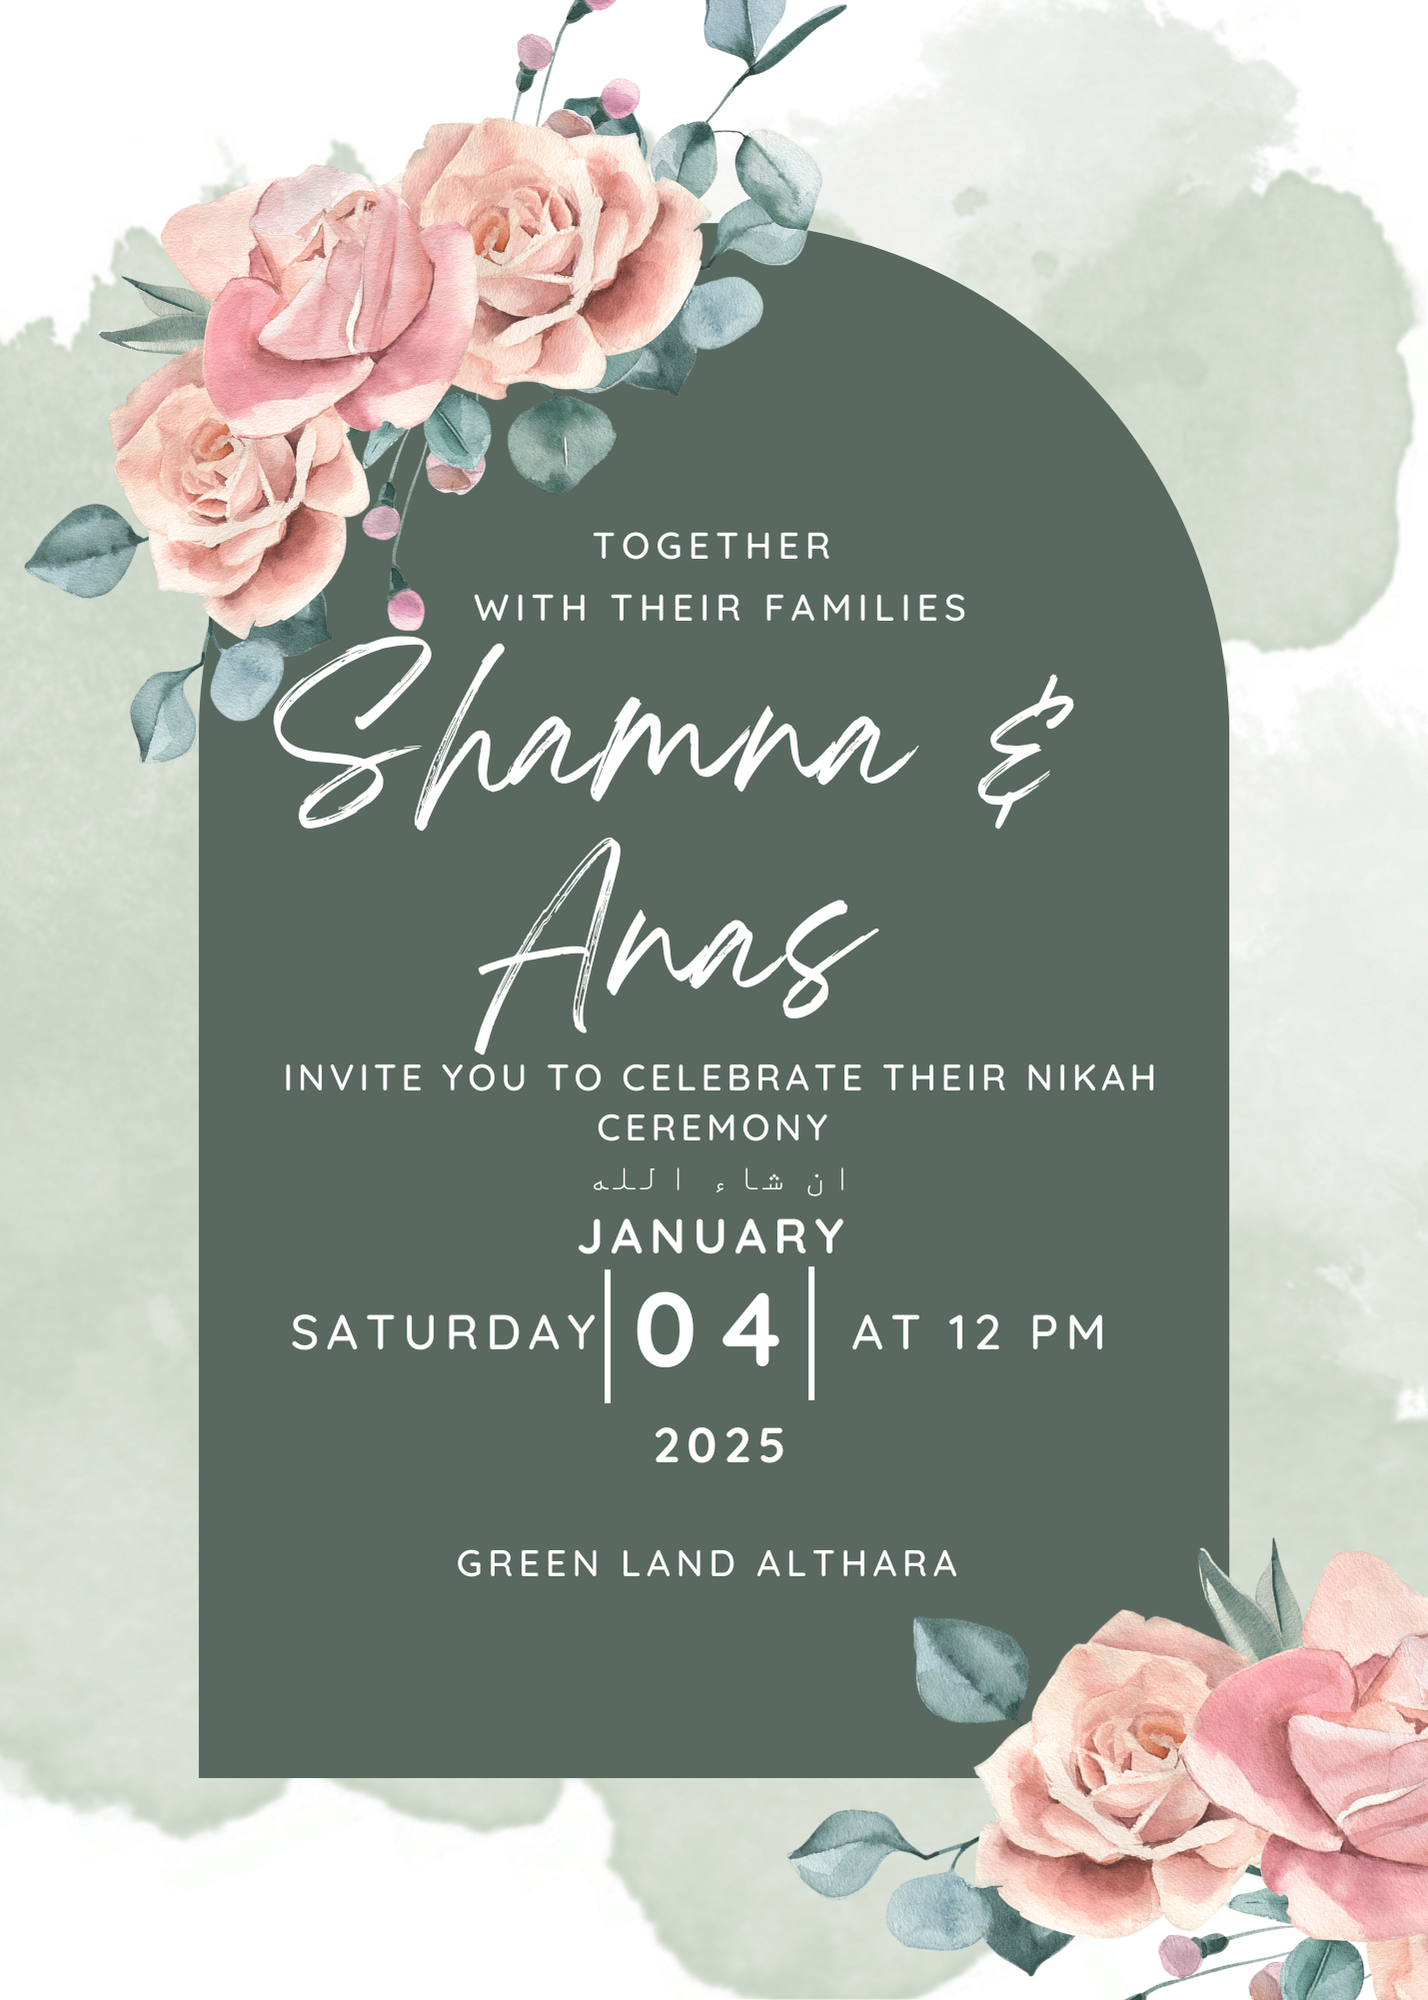 TOGETHER
WITH THEIR FAMILIES
Shamna &
Anas
INVITE YOU TO CELEBRATE THEIR NIKAH
CEREMONY
ان شاء الله
JANUARY
SATURDAY 04 AT 12 PM
2025
GREEN LAND ALTHARA